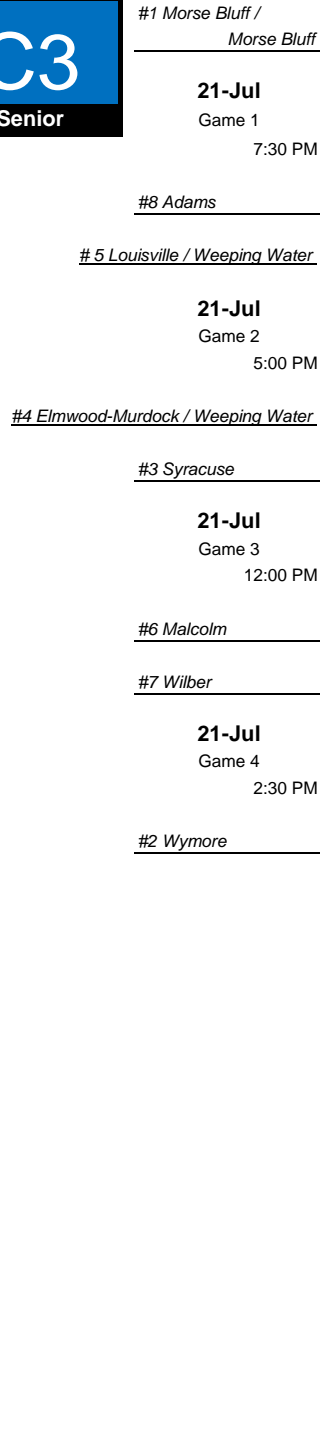 C3
Senior
#1 Morse Bluff /
Morse Bluff
21-Jul
Game 1
7:30 PM
#8 Adams
# 5 Louisville / Weeping Water
21-Jul
Game 2
5:00 PM
#4 Elmwood-Murdock / Weeping Water
#3 Syracuse
21-Jul
Game 3
12:00 PM
#6 Malcolm
#7 Wilber
21-Jul
Game 4
2:30 PM
#2 Wymore